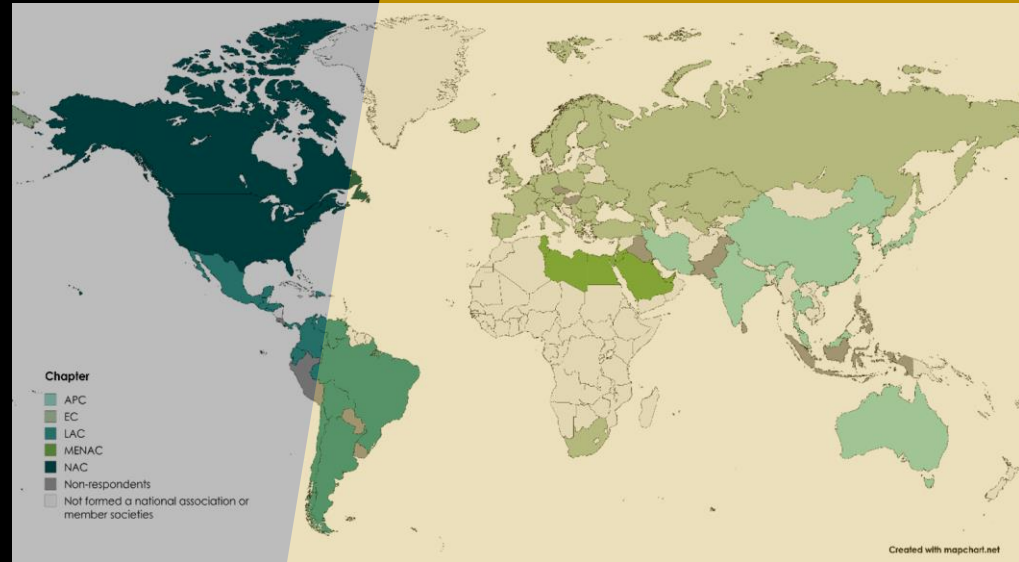 Chapter
APC
EC
LAC
MENAC
NAC
Non-respondents
Not formed a national association or
member societies
Created with mapchart.net